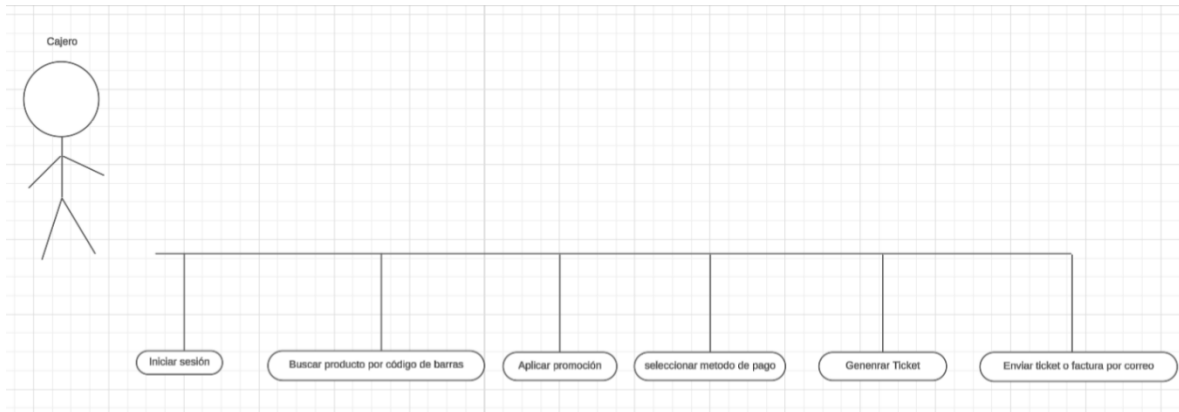 Cajero
Iniciar sesión
Buscar producto por código de barras
Aplicar promoción
seleccionar metodo de pago
Genenrar Ticket
Enviar ticket o factura por correo